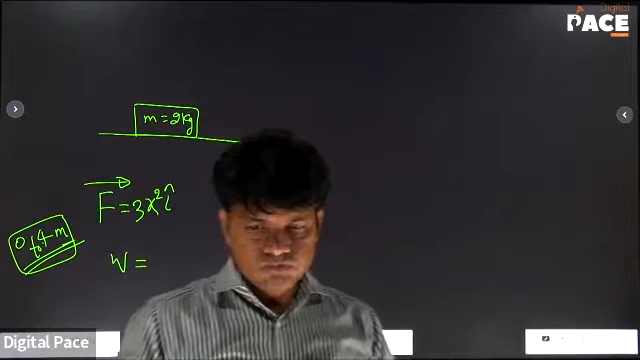 Digital
PACE
m = 2kg
F = 3x²î
0 to 4 m
W =
Digital Pace